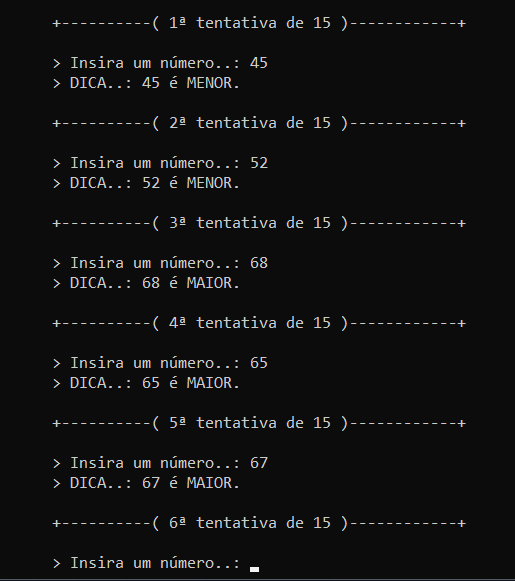 +----------( 1ª tentativa de 15 )------------+
> Insira um número..: 45
> DICA..: 45 é MENOR.
+----------( 2ª tentativa de 15 )------------+
> Insira um número..: 52
> DICA..: 52 é MENOR.
+----------( 3ª tentativa de 15 )------------+
> Insira um número..: 68
> DICA..: 68 é MAIOR.
+----------( 4ª tentativa de 15 )------------+
> Insira um número..: 65
> DICA..: 65 é MAIOR.
+----------( 5ª tentativa de 15 )------------+
> Insira um número..: 67
> DICA..: 67 é MAIOR.
+----------( 6ª tentativa de 15 )------------+
> Insira um número..: